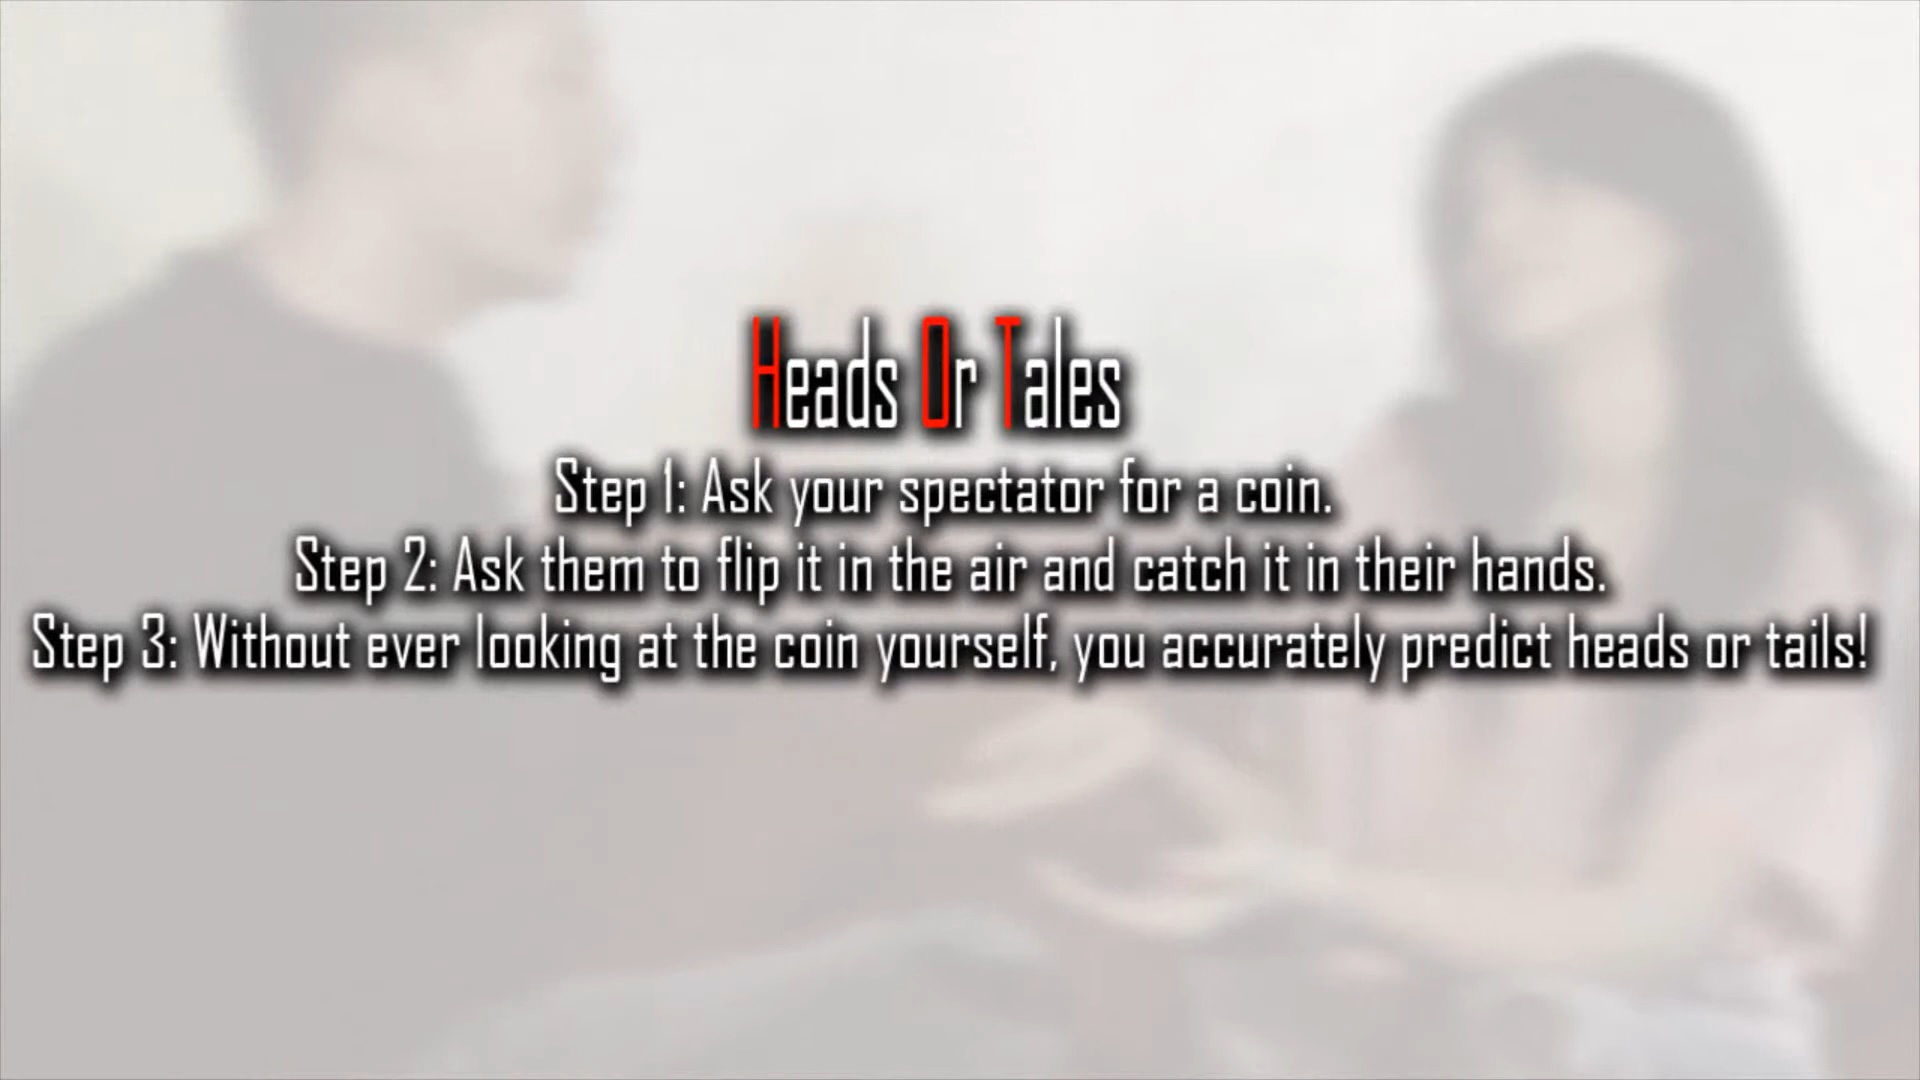 Heads Or Tales
Step 1: Ask your spectator for a coin.
Step 2: Ask them to flip it in the air and catch it in their hands.
Step 3: Without ever looking at the coin yourself, you accurately predict heads or tails!